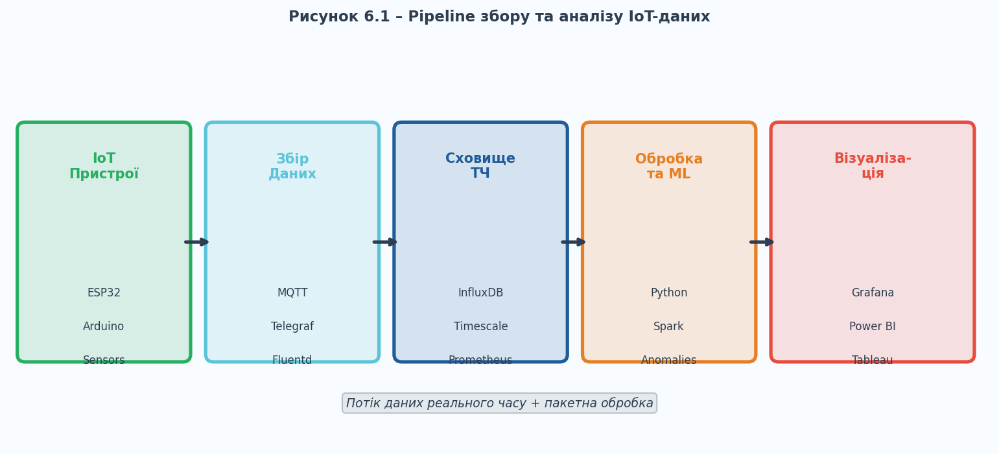 Рисунок 6.1 – Pipeline збору та аналізу IoT-даних
IoT
Пристрої
ESP32
Arduino
Sensors
Збір
Даних
MQTT
Telegraf
Fluentd
Сховище
ТЧ
InfluxDB
Timescale
Prometheus
Обробка
та ML
Python
Spark
Anomalies
Візуаліза-
ція
Grafana
Power BI
Tableau
Потік даних реального часу + пакетна обробка